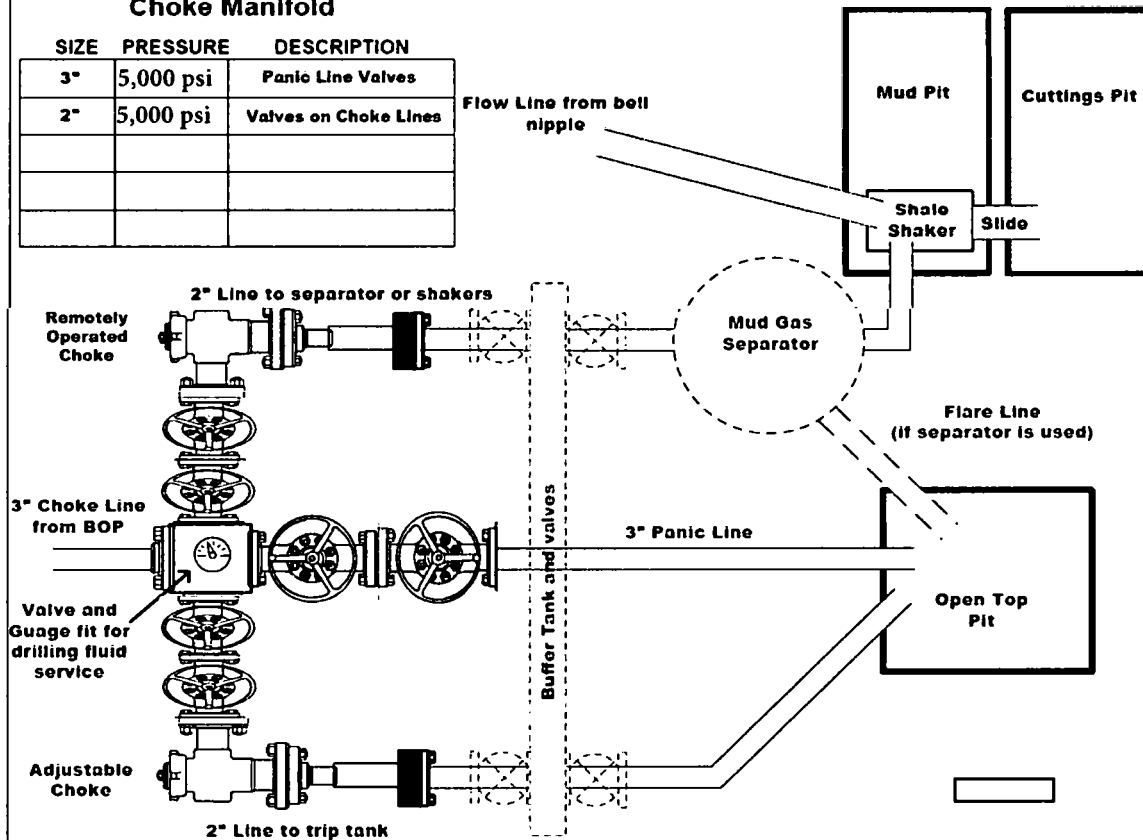 Choke Manifold
SIZE PRESSURE DESCRIPTION
3" 5,000 psi Panic Line Valves
2" 5,000 psi Valves on Choke Lines
Flow Line from bell
nipple
Mud Pit
Cuttings Pit
Shale
Shaker
Slide
2" Line to separator or shakers
Remotely
Operated
Choke
Mud Gas
Separator
Flare Line
(if separator is used)
3" Choke Line
from BOP
Buffer Tank and valves
3" Panic Line
Open Top
Pit
Valve and
Guage fit for
drilling fluid
service
Adjustable
Choke
2" Line to trip tank